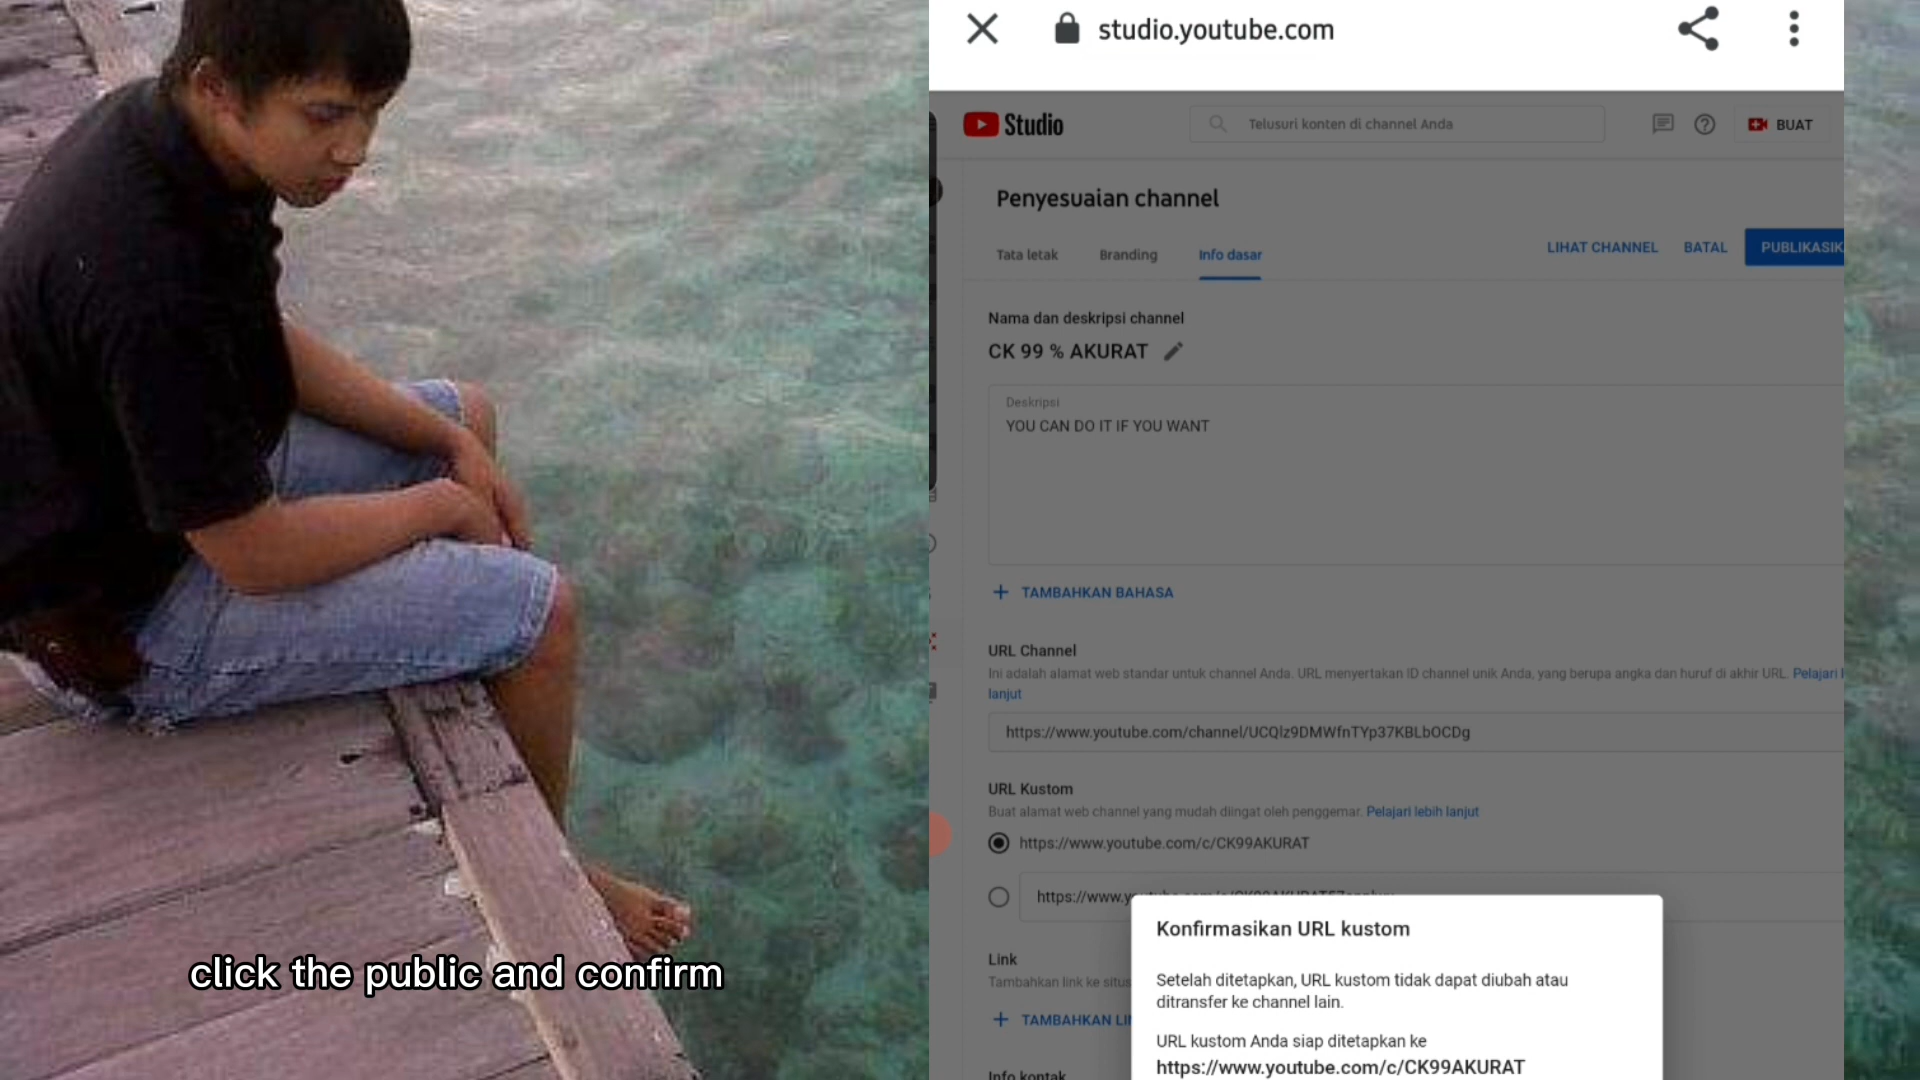 studio.youtube.com
Studio
Telusuri konten di channel Anda
BUAT
Penyesuaian channel
Tata letak
Branding
Info dasar
LIHAT CHANNEL
BATAL
PUBLIKASIK
Nama dan deskripsi channel
CK 99 % AKURAT
Deskripsi
YOU CAN DO IT IF YOU WANT
+ TAMBAHKAN BAHASA
URL Channel
Ini adalah alamat web standar untuk channel Anda. URL menyertakan ID channel unik Anda, yang berupa angka dan huruf di akhir URL. Pelajari
lanjut
https://www.youtube.com/channel/UCQlz9DMWfnTYp37KBLbOCDg
URL Kustom
Buat alamat web channel yang mudah diingat oleh penggemar. Pelajari lebih lanjut
https://www.youtube.com/c/CK99AKURAT
https://www.y
Konfirmasikan URL kustom
Setelah ditetapkan, URL kustom tidak dapat diubah atau
ditransfer ke channel lain.
URL kustom Anda siap ditetapkan ke
https://www.youtube.com/c/CK99AKURAT
Link
Tambahkan link ke situs
+ TAMBAHKAN LI
Info kontak
click the public and confirm